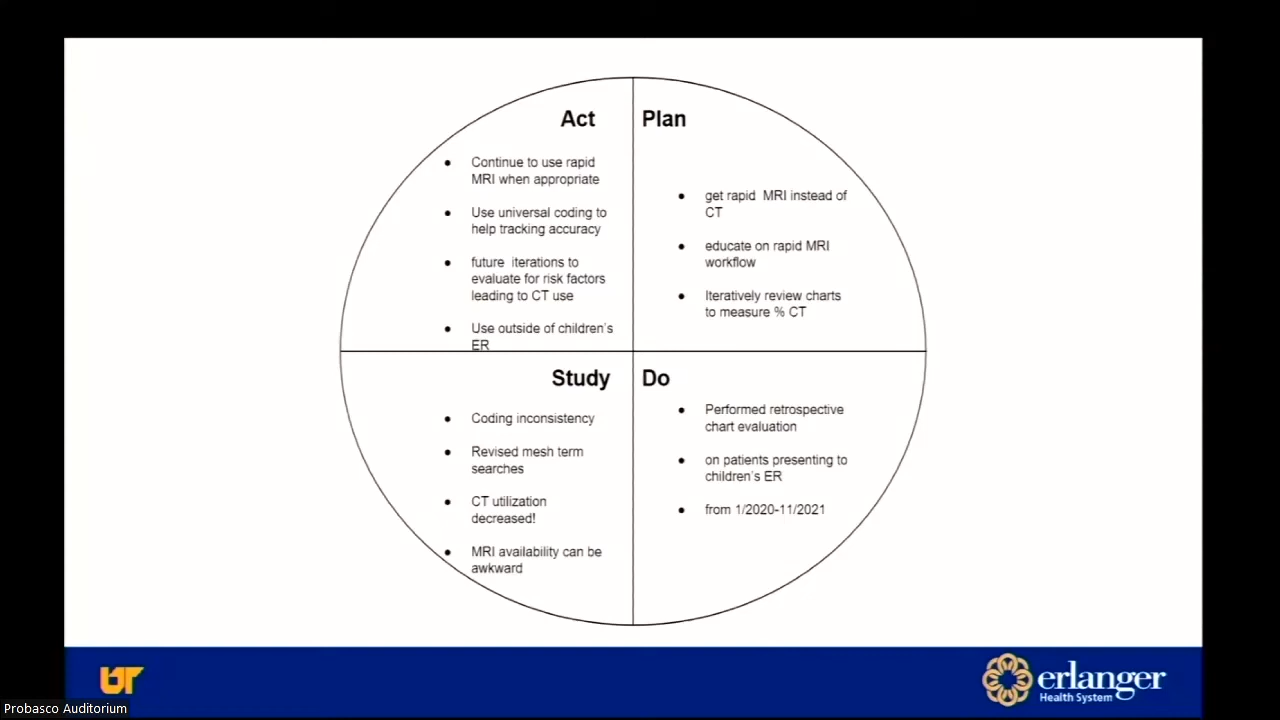 Act
Continue to use rapid
MRI when appropriate
Use universal coding to
help tracking accuracy
future iterations to
evaluate for risk factors
leading to CT use
Use outside of children's
ER
Plan
get rapid MRI instead of
CT
educate on rapid MRI
workflow
Iteratively review charts
to measure % CT
Study
Coding inconsistency
Revised mesh term
searches
CT utilization
decreased!
MRI availability can be
awkward
Do
Performed retrospective
chart evaluation
on patients presenting to
children's ER
from 1/2020-11/2021
UT
erlanger
Health System
Probasco Auditorium